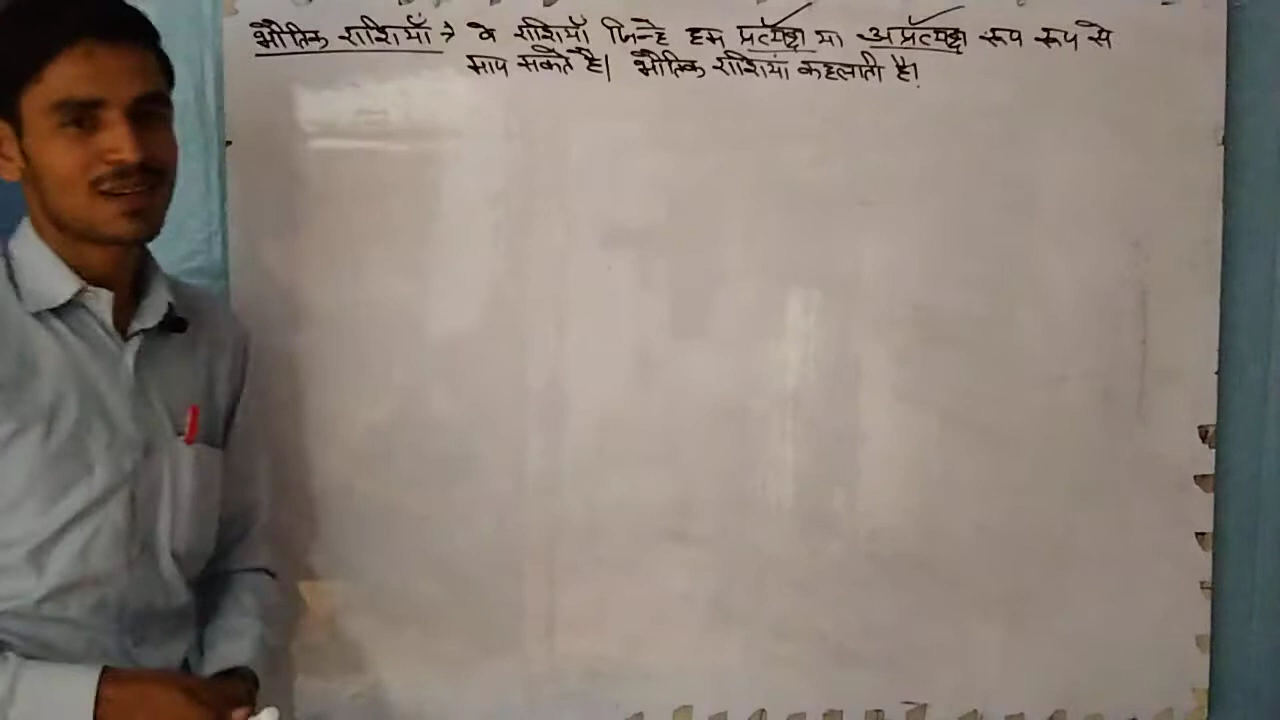 भौतिक राशियाँ → वे राशियाँ जिन्हे हम प्रत्यक्ष या अप्रत्यक्ष रूप रूप से
माप सकते है। भौतिक राशियां कहलाती है।